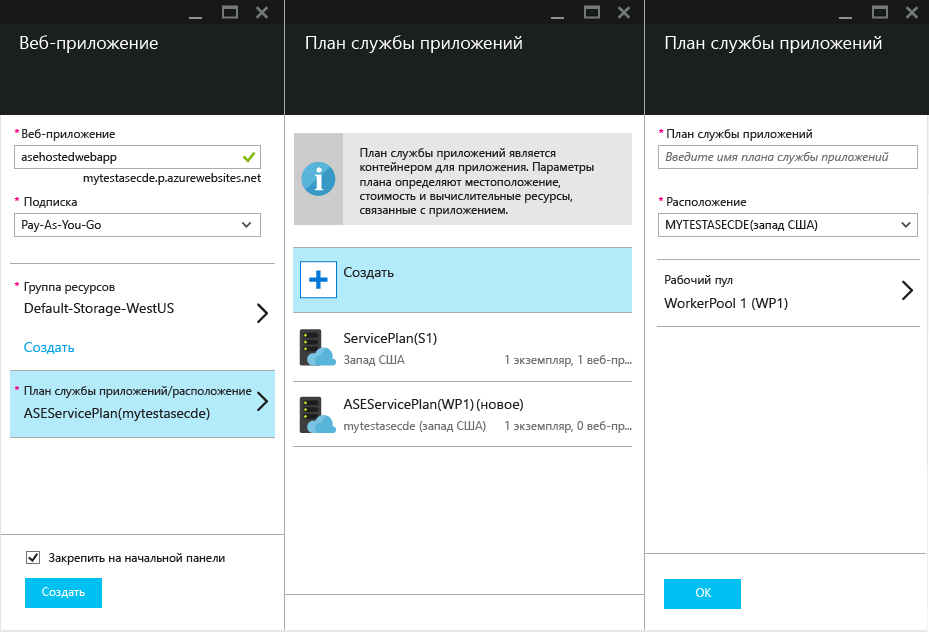 Веб-приложение
* Веб-приложение
asehostedwebapp
mytestasecde.p.azurewebsites.net
* Подписка
Pay-As-You-Go
* Группа ресурсов
Default-Storage-WestUS
Создать
* План службы приложений/расположение
ASEServicePlan(mytestasecde)
Закрепить на начальной панели
Создать
План службы приложений
План службы приложений является
контейнером для приложения. Параметры
плана определяют местоположение,
стоимость и вычислительные ресурсы,
связанные с приложением.
Создать
ServicePlan(S1)
Запад США 1 экземпляр, 1 веб-пр...
ASEServicePlan(WP1) (новое)
mytestasecde (запад США) 1 экземпляр, 0 веб-пр...
План службы приложений
* План службы приложений
Введите имя плана службы приложений
* Расположение
MYTESTASECDE(запад США)
Рабочий пул
WorkerPool 1 (WP1)
ОК